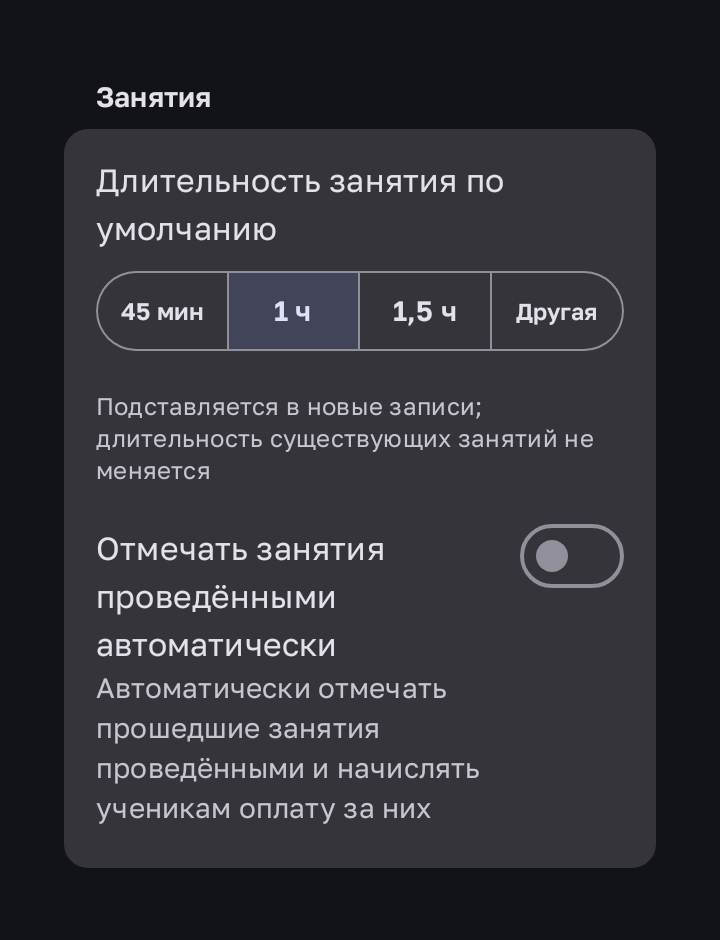 Занятия
Длительность занятия по
умолчанию
45 мин
1 ч
1,5 ч
Другая
Подставляется в новые записи;
длительность существующих занятий не
меняется
Отмечать занятия
проведёнными
автоматически
Автоматически отмечать
прошедшие занятия
проведёнными и начислять
ученикам оплату за них